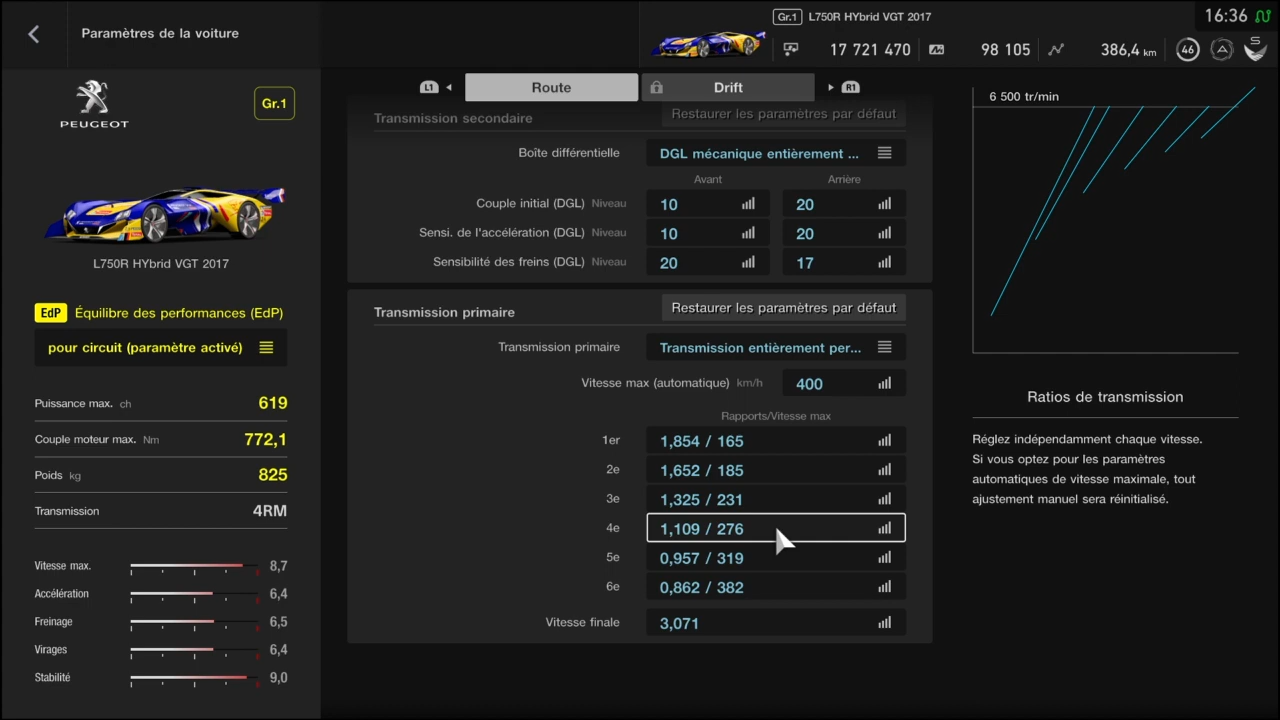 Paramètres de la voiture
Gr.1 L750R HYbrid VGT 2017
17 721 470 98 105 386,4 km 46 A S
16:36
PEUGEOT
Gr.1
L750R HYbrid VGT 2017
EdP Équilibre des performances (EdP)
pour circuit (paramètre activé)
Puissance max. ch 619
Couple moteur max. Nm 772,1
Poids kg 825
Transmission 4RM
Vitesse max. 8,7
Accélération 6,4
Freinage 6,5
Virages 6,4
Stabilité 9,0
L1 Route Drift R1
Transmission secondaire Restaurer les paramètres par défaut
Boîte différentielle DGL mécanique entièrement ...
Avant Arrière
Couple initial (DGL) Niveau 10 20
Sensi. de l'accélération (DGL) Niveau 10 20
Sensibilité des freins (DGL) Niveau 20 17
Transmission primaire Restaurer les paramètres par défaut
Transmission primaire Transmission entièrement per...
Vitesse max (automatique) km/h 400
Rapports/Vitesse max
1er 1,854 / 165
2e 1,652 / 185
3e 1,325 / 231
4e 1,109 / 276
5e 0,957 / 319
6e 0,862 / 382
Vitesse finale 3,071
6 500 tr/min
Ratios de transmission
Réglez indépendamment chaque vitesse.
Si vous optez pour les paramètres
automatiques de vitesse maximale, tout
ajustement manuel sera réinitialisé.